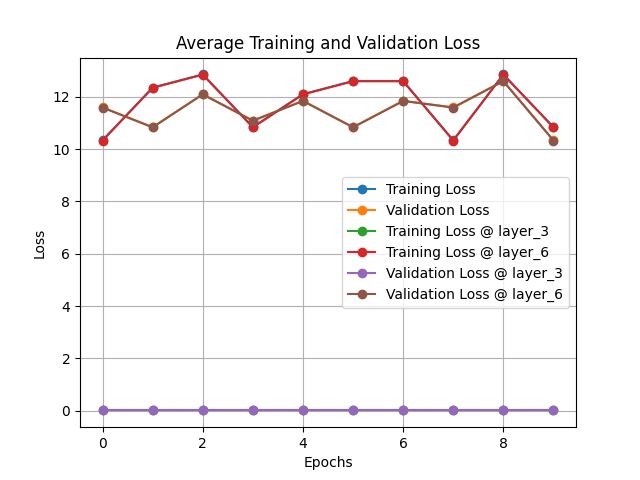 Average Training and Validation Loss
Loss
12
10
8
6
4
2
0
Training Loss
Validation Loss
Training Loss @ layer_3
Training Loss @ layer_6
Validation Loss @ layer_3
Validation Loss @ layer_6
0 2 4 6 8
Epochs